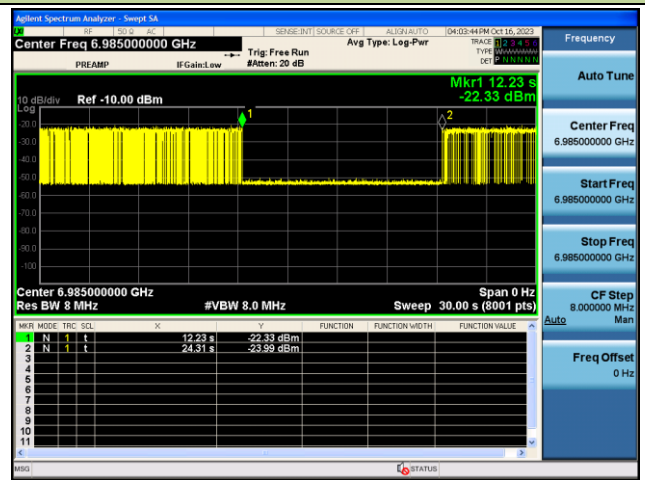 Agilent Spectrum Analyzer - Swept SA
RF 50 Ω AC SENSE:INT SOURCE OFF ALIGNAUTO 04:03:44 PM Oct 16, 2023
Center Freq 6.985000000 GHz Avg Type: Log-Pwr TRACE 1 2 3 4 5 6
Trig: Free Run TYPE
PREAMP IFGain:Low #Atten: 20 dB DET P N N N N N
Mkr1 12.23 s
10 dB/div Ref -10.00 dBm -22.33 dBm
Log
1 2
-20.0
-30.0
-40.0
-50.0
-60.0
-70.0
-80.0
-90.0
-100
Center 6.985000000 GHz Span 0 Hz
Res BW 8 MHz #VBW 8.0 MHz Sweep 30.00 s (8001 pts)
MKR MODE TRC SCL X Y FUNCTION FUNCTION WIDTH FUNCTION VALUE
1 N 1 t 12.23 s -22.33 dBm
2 N 1 t 24.31 s -23.99 dBm
3
4
5
6
7
8
9
10
11
MSG STATUS
Frequency
Auto Tune
Center Freq
6.985000000 GHz
Start Freq
6.985000000 GHz
Stop Freq
6.985000000 GHz
CF Step
8.000000 MHz
Auto Man
Freq Offset
0 Hz